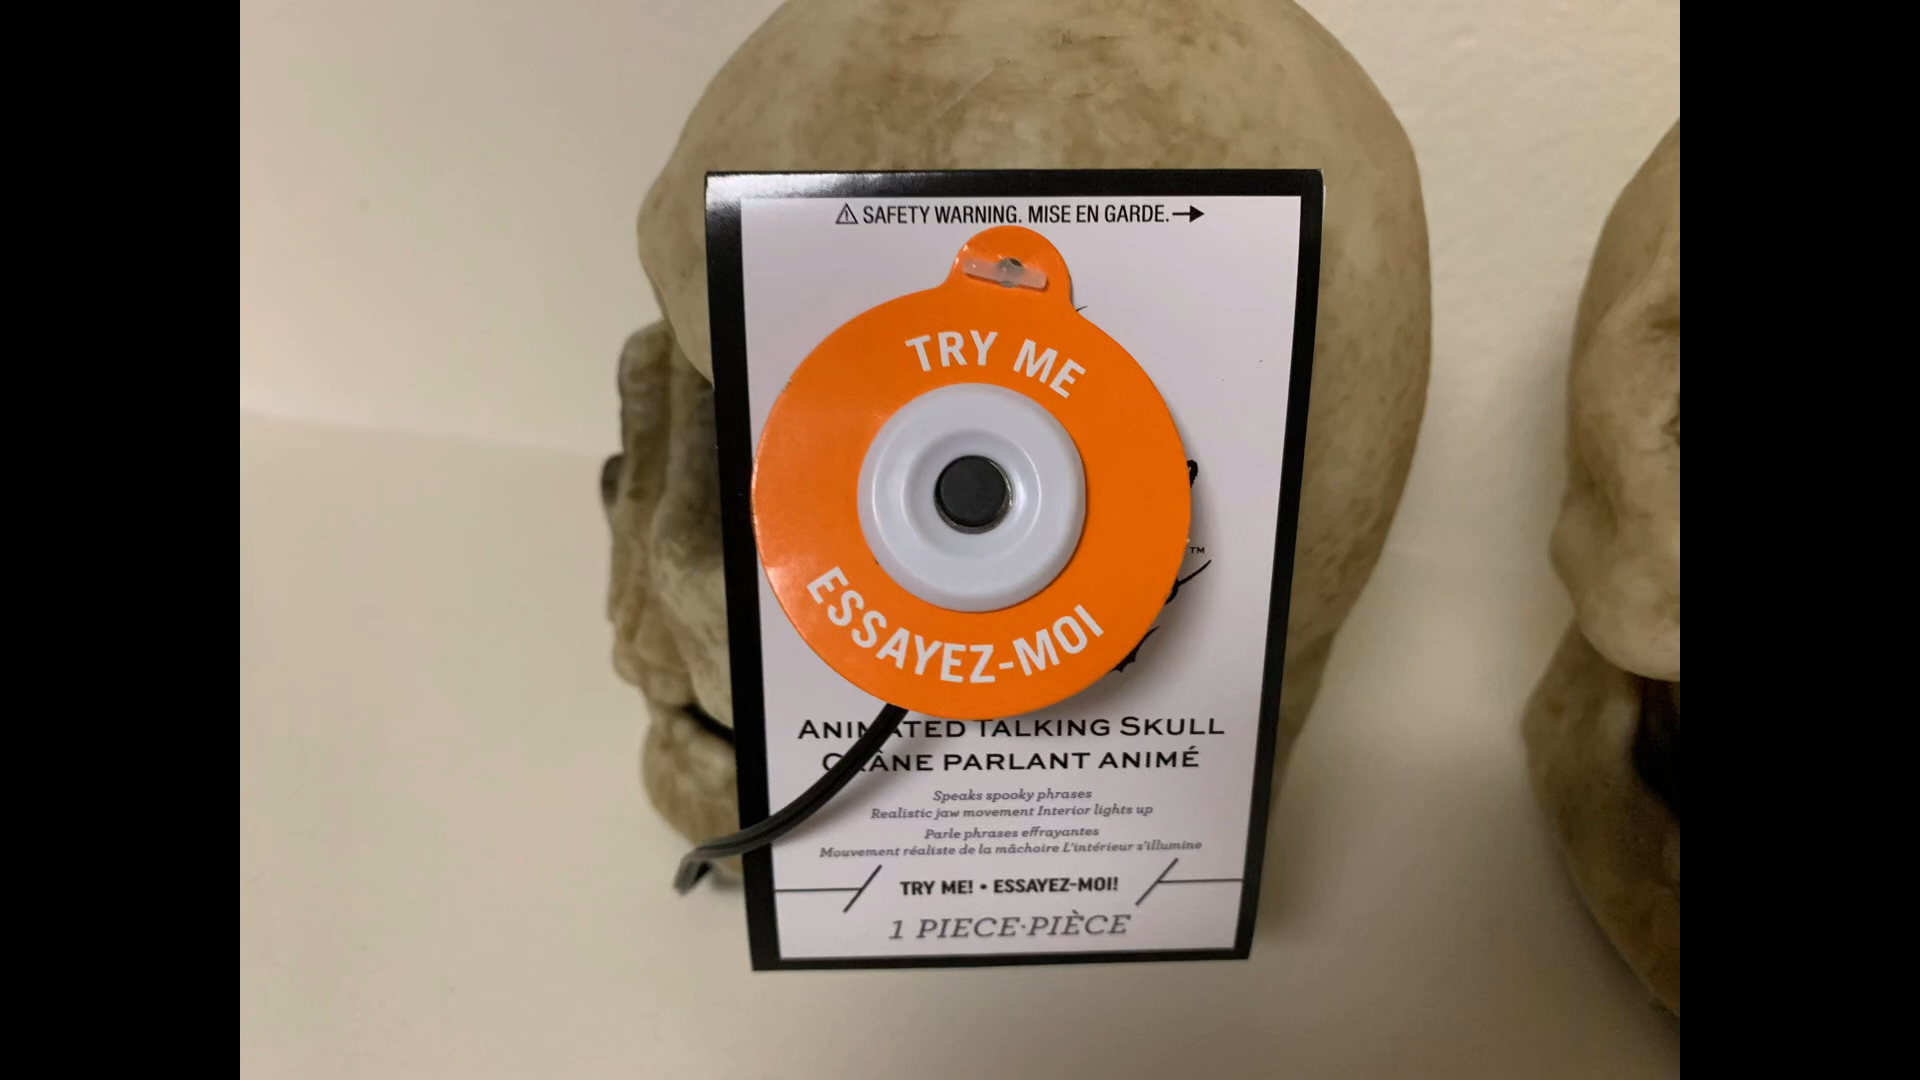 ⚠ SAFETY WARNING. MISE EN GARDE.→
TRY ME
ESSAYEZ-MOI
TM
ANIMATED TALKING SKULL
CRÂNE PARLANT ANIMÉ
Speaks spooky phrases
Realistic jaw movement Interior lights up
Parle phrases effrayantes
Mouvement réaliste de la mâchoire L'intérieur s'illumine
TRY ME! • ESSAYEZ-MOI!
1 PIECE·PIÈCE